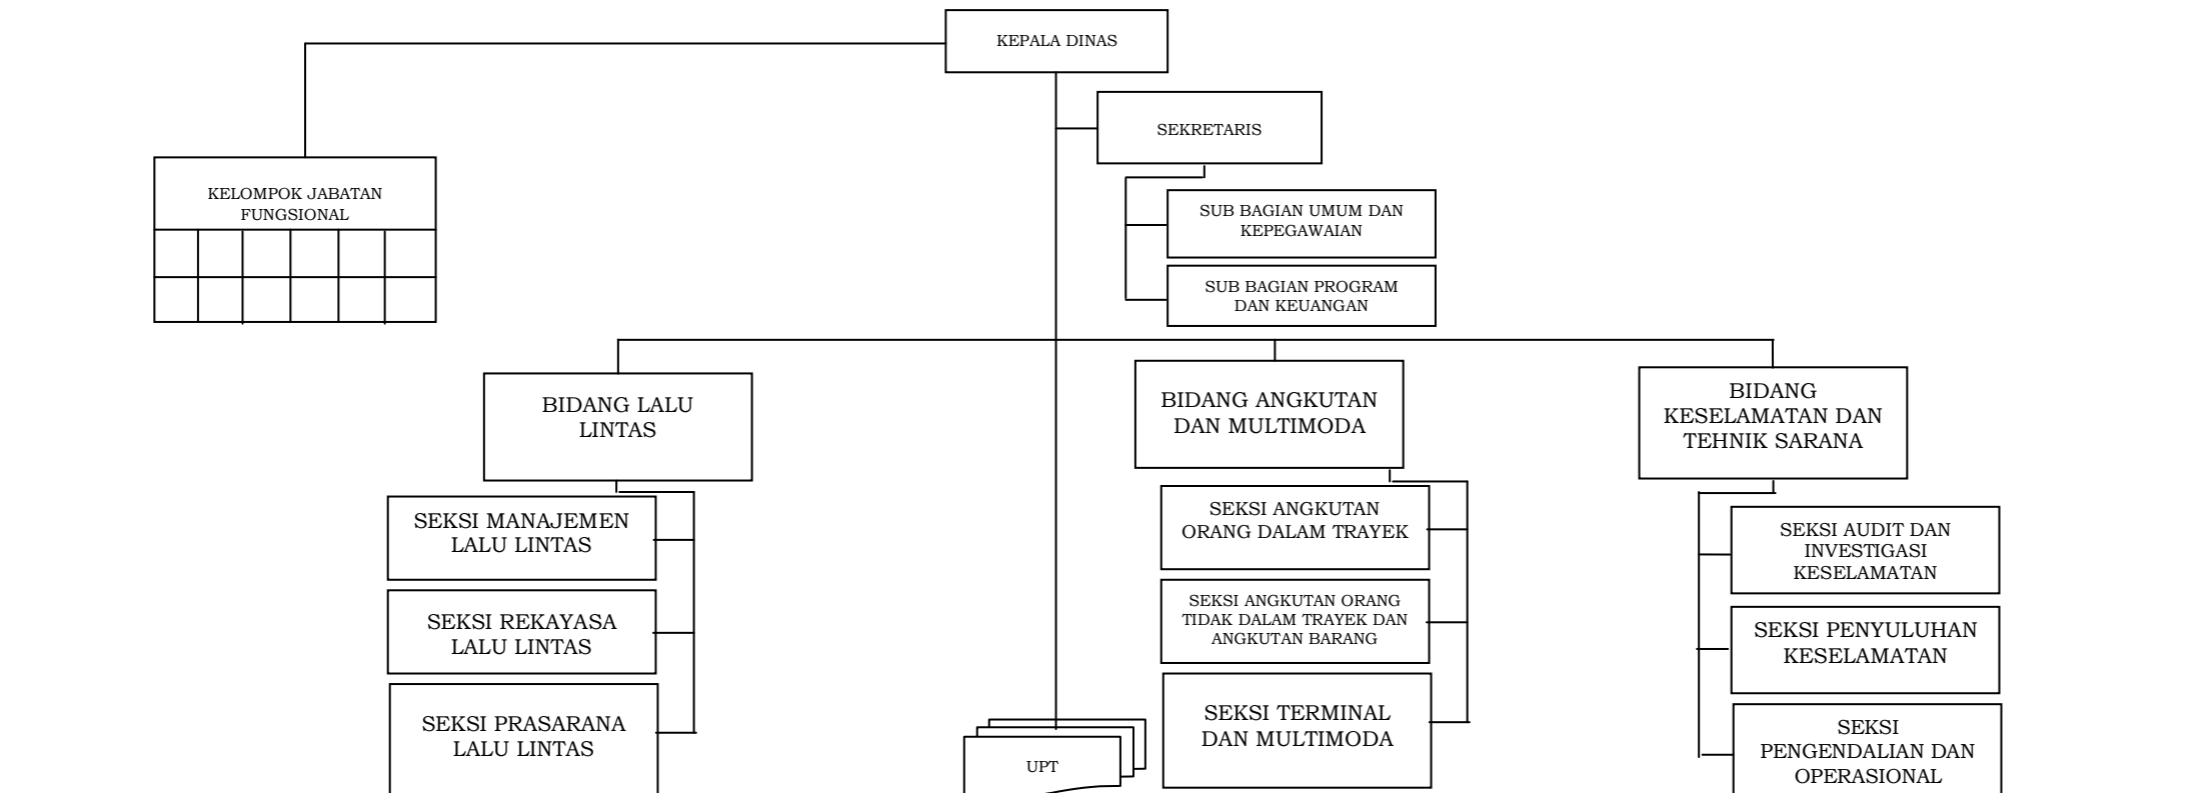 KEPALA DINAS
SEKRETARIS
KELOMPOK JABATAN
FUNGSIONAL
SUB BAGIAN UMUM DAN
KEPEGAWAIAN
SUB BAGIAN PROGRAM
DAN KEUANGAN
BIDANG LALU
LINTAS
SEKSI MANAJEMEN
LALU LINTAS
SEKSI REKAYASA
LALU LINTAS
SEKSI PRASARANA
LALU LINTAS
UPT
BIDANG ANGKUTAN
DAN MULTIMODA
SEKSI ANGKUTAN
ORANG DALAM TRAYEK
SEKSI ANGKUTAN ORANG
TIDAK DALAM TRAYEK DAN
ANGKUTAN BARANG
SEKSI TERMINAL
DAN MULTIMODA
BIDANG
KESELAMATAN DAN
TEHNIK SARANA
SEKSI AUDIT DAN
INVESTIGASI
KESELAMATAN
SEKSI PENYULUHAN
KESELAMATAN
SEKSI
PENGENDALIAN DAN
OPERASIONAL